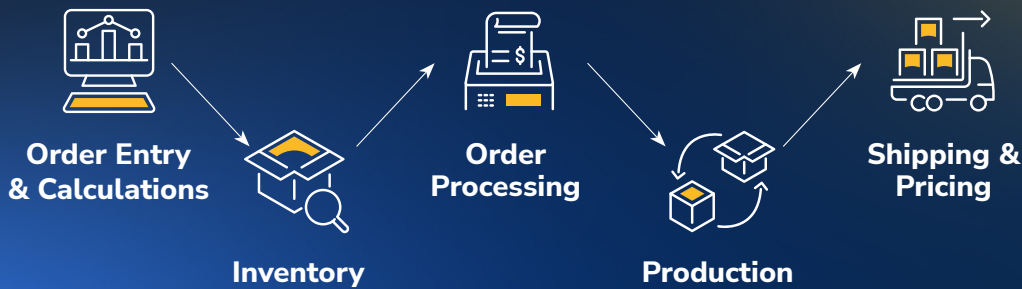 Order Entry
& Calculations
Inventory
$
Order
Processing
Production
Shipping &
Pricing